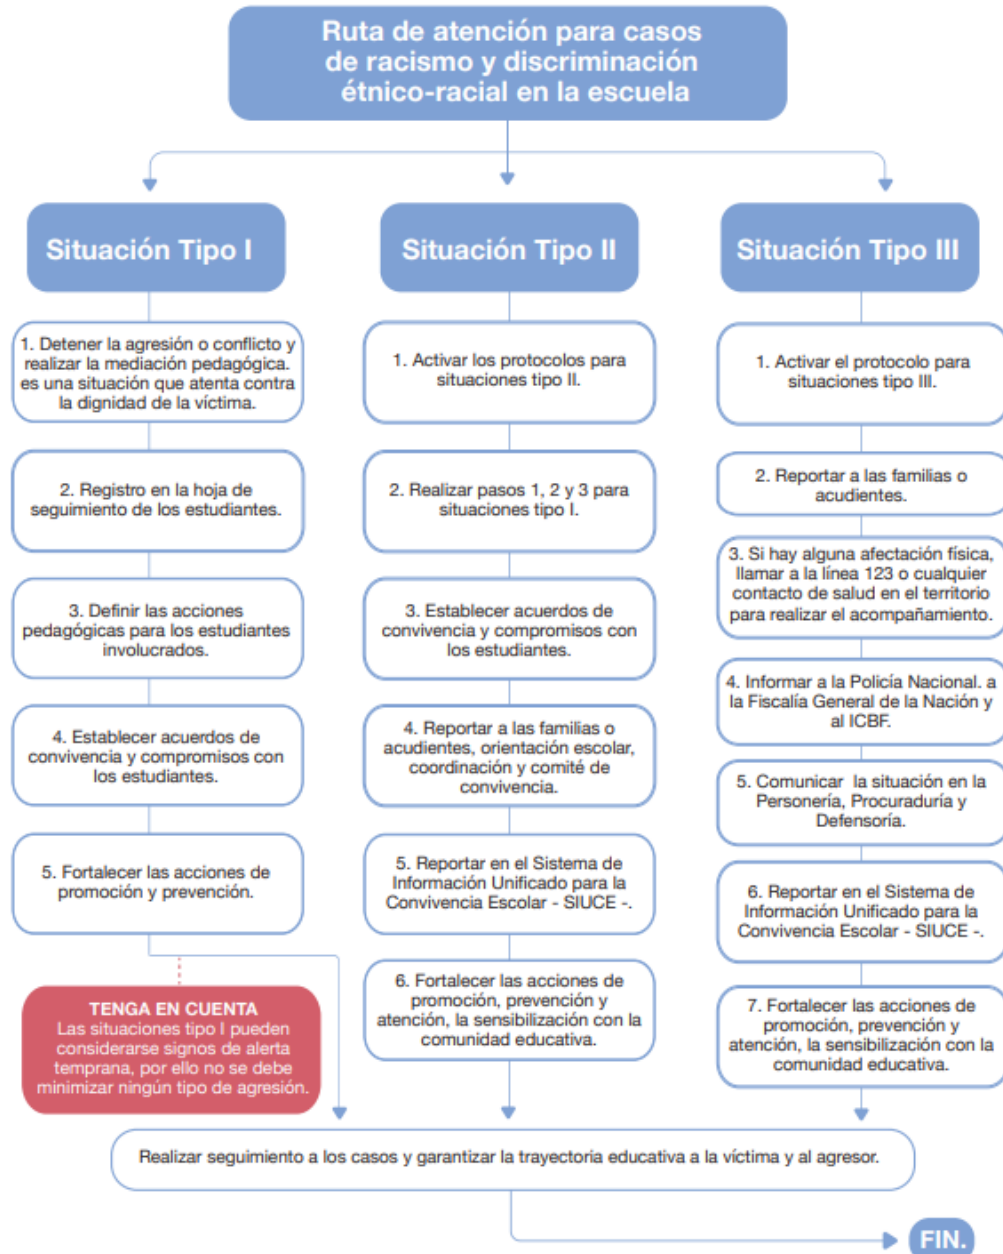 Ruta de atención para casos
de racismo y discriminación
étnico-racial en la escuela
Situación Tipo I
1. Detener la agresión o conflicto y
realizar la mediación pedagógica.
es una situación que atenta contra
la dignidad de la víctima.
2. Registro en la hoja de
seguimiento de los estudiantes.
3. Definir las acciones
pedagógicas para los estudiantes
involucrados.
4. Establecer acuerdos de
convivencia y compromisos con
los estudiantes.
5. Fortalecer las acciones de
promoción y prevención.
TENGA EN CUENTA
Las situaciones tipo I pueden
considerarse signos de alerta
temprana, por ello no se debe
minimizar ningún tipo de agresión.
Situación Tipo II
1. Activar los protocolos para
situaciones tipo II.
2. Realizar pasos 1, 2 y 3 para
situaciones tipo I.
3. Establecer acuerdos de
convivencia y compromisos con
los estudiantes.
4. Reportar a las familias o
acudientes, orientación escolar,
coordinación y comité de
convivencia.
5. Reportar en el Sistema de
Información Unificado para la
Convivencia Escolar - SIUCE -.
6. Fortalecer las acciones de
promoción, prevención y
atención, la sensibilización con la
comunidad educativa.
Situación Tipo III
1. Activar el protocolo para
situaciones tipo III.
2. Reportar a las familias o
acudientes.
3. Si hay alguna afectación física,
llamar a la línea 123 o cualquier
contacto de salud en el territorio
para realizar el acompañamiento.
4. Informar a la Policía Nacional. a
la Fiscalía General de la Nación y
al ICBF.
5. Comunicar la situación en la
Personería, Procuraduría y
Defensoría.
6. Reportar en el Sistema de
Información Unificado para la
Convivencia Escolar - SIUCE -.
7. Fortalecer las acciones de
promoción, prevención y
atención, la sensibilización con la
comunidad educativa.
Realizar seguimiento a los casos y garantizar la trayectoria educativa a la víctima y al agresor.
FIN.